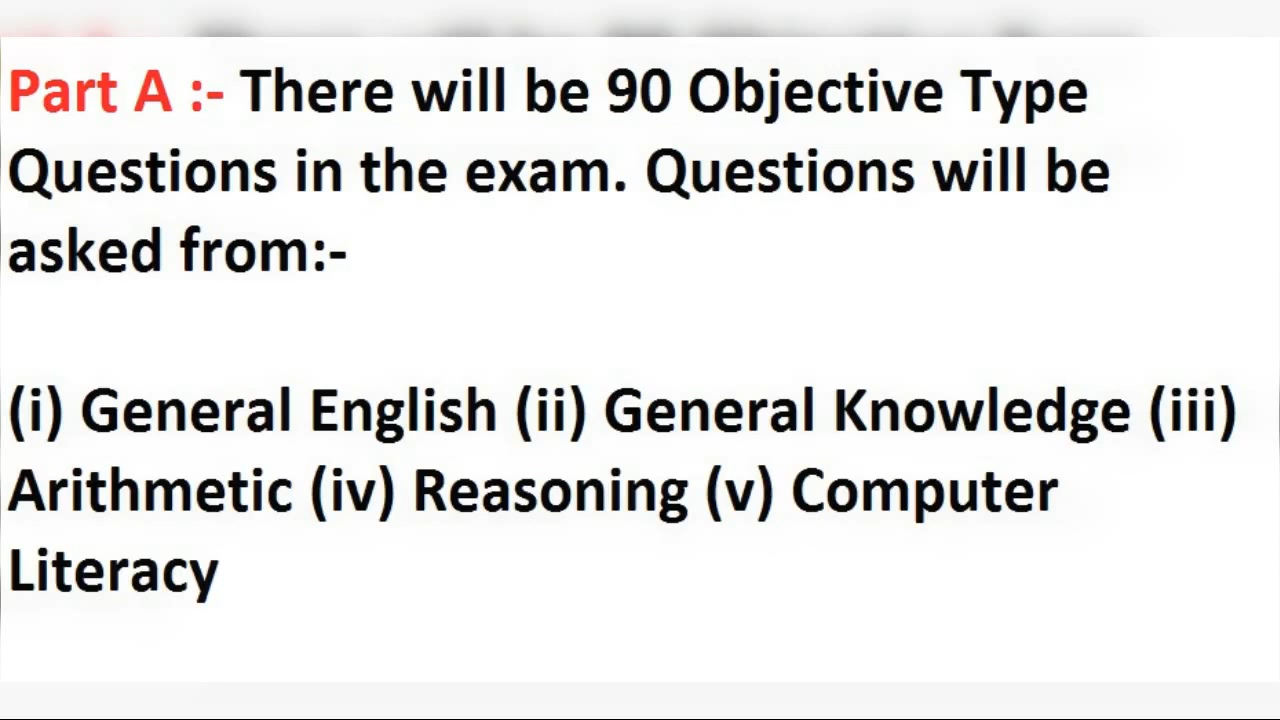 Part A :- There will be 90 Objective Type
Questions in the exam. Questions will be
asked from:-
(i) General English (ii) General Knowledge (iii)
Arithmetic (iv) Reasoning (v) Computer
Literacy